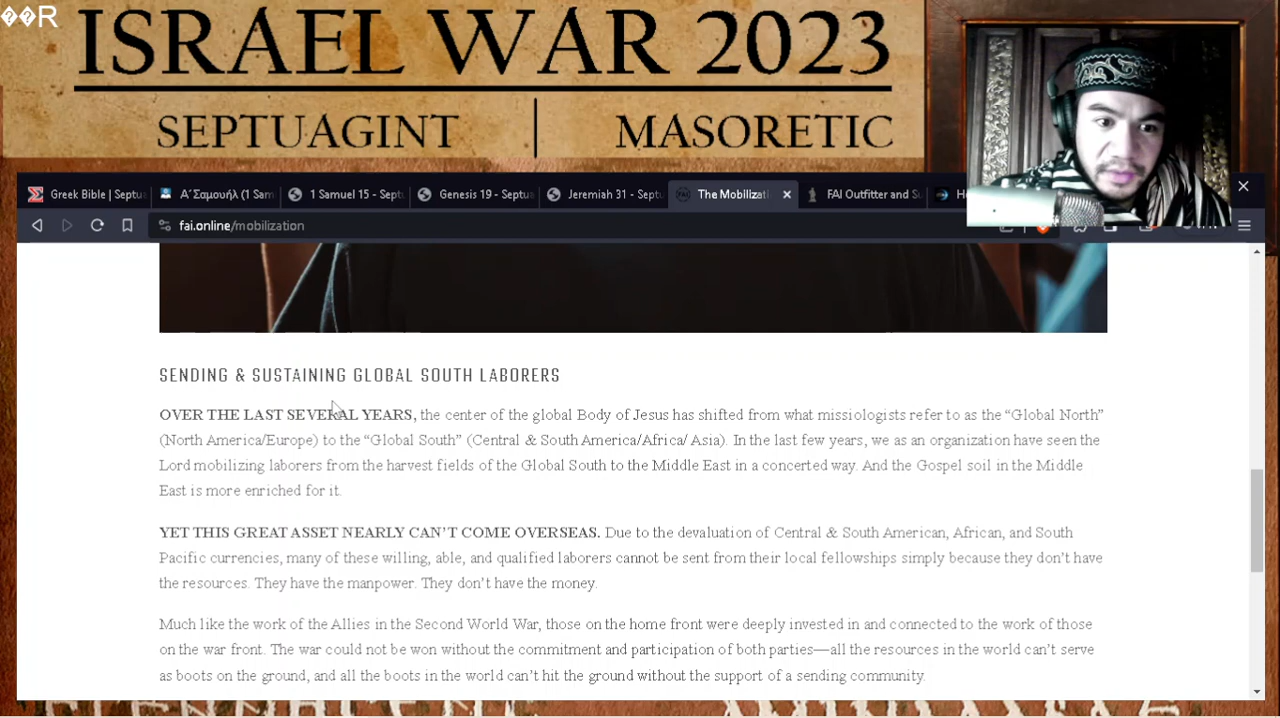 R
ISRAEL WAR 2023
SEPTUAGINT | MASORETIC
Greek Bible | Septu
Α΄Σαμουήλ (1 Sam
1 Samuel 15 - Sept
Genesis 19 - Septua
Jeremiah 31 - Sept
The Mobilizati
FAI Outfitter and Su
fai.online/mobilization
SENDING & SUSTAINING GLOBAL SOUTH LABORERS
OVER THE LAST SEVERAL YEARS, the center of the global Body of Jesus has shifted from what missiologists refer to as the “Global North”
(North America/Europe) to the “Global South” (Central & South America/Africa/ Asia). In the last few years, we as an organization have seen the
Lord mobilizing laborers from the harvest fields of the Global South to the Middle East in a concerted way. And the Gospel soil in the Middle
East is more enriched for it.
YET THIS GREAT ASSET NEARLY CAN’T COME OVERSEAS. Due to the devaluation of Central & South American, African, and South
Pacific currencies, many of these willing, able, and qualified laborers cannot be sent from their local fellowships simply because they don’t have
the resources. They have the manpower. They don’t have the money.
Much like the work of the Allies in the Second World War, those on the home front were deeply invested in and connected to the work of those
on the war front. The war could not be won without the commitment and participation of both parties—all the resources in the world can’t serve
as boots on the ground, and all the boots in the world can’t hit the ground without the support of a sending community.